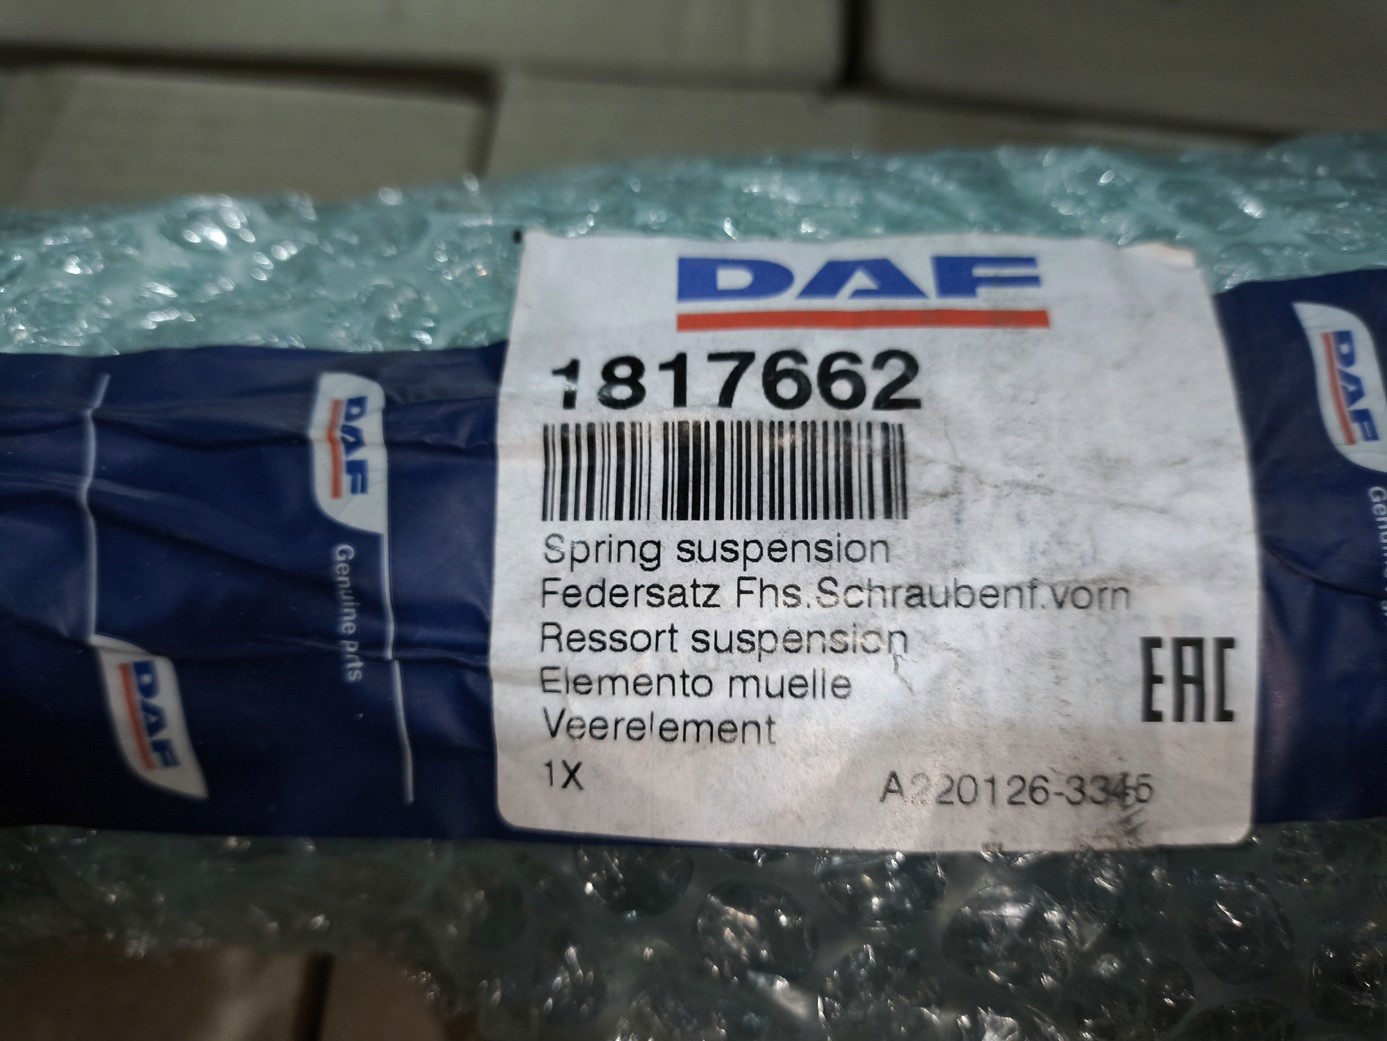 DAF
1817662
Spring suspension
Federsatz Fhs.Schraubenf.vorn
Ressort suspension
Elemento muelle
Veerelement
1X
A220126-3345
EAC
DAF
Genuine prts
DAF
DAF